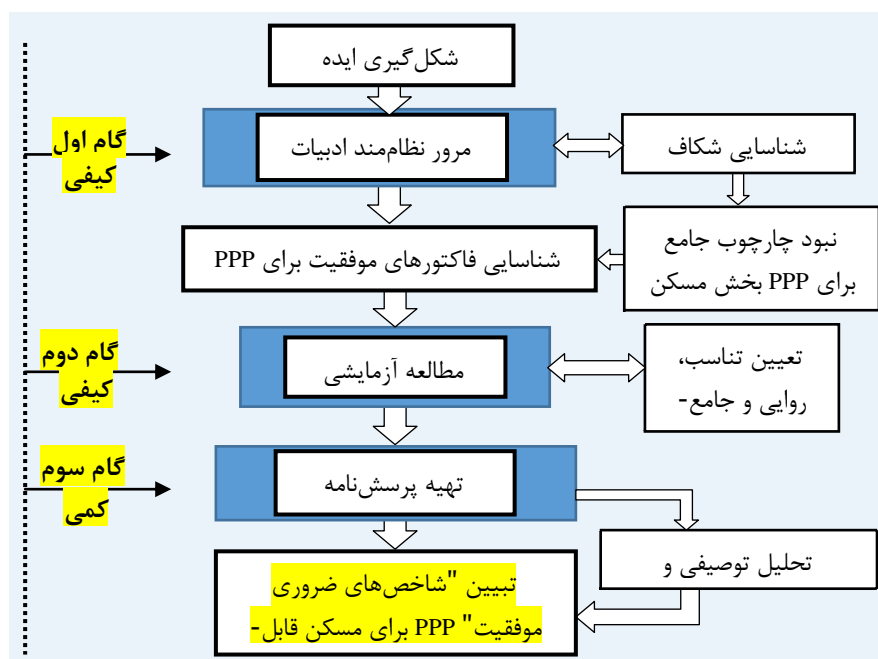 شکل‌گیری ایده
گام اول
کیفی
مرور نظام‌مند ادبیات
شناسایی شکاف
نبود چارچوب جامع
برای PPP بخش مسکن
شناسایی فاکتورهای موفقیت برای PPP
گام دوم
کیفی
مطالعه آزمایشی
تعیین تناسب،
روایی و جامع-
گام سوم
کمی
تهیه پرسش‌نامه
تحلیل توصیفی و
تبیین "شاخص‌های ضروری
موفقیت" PPP برای مسکن قابل-